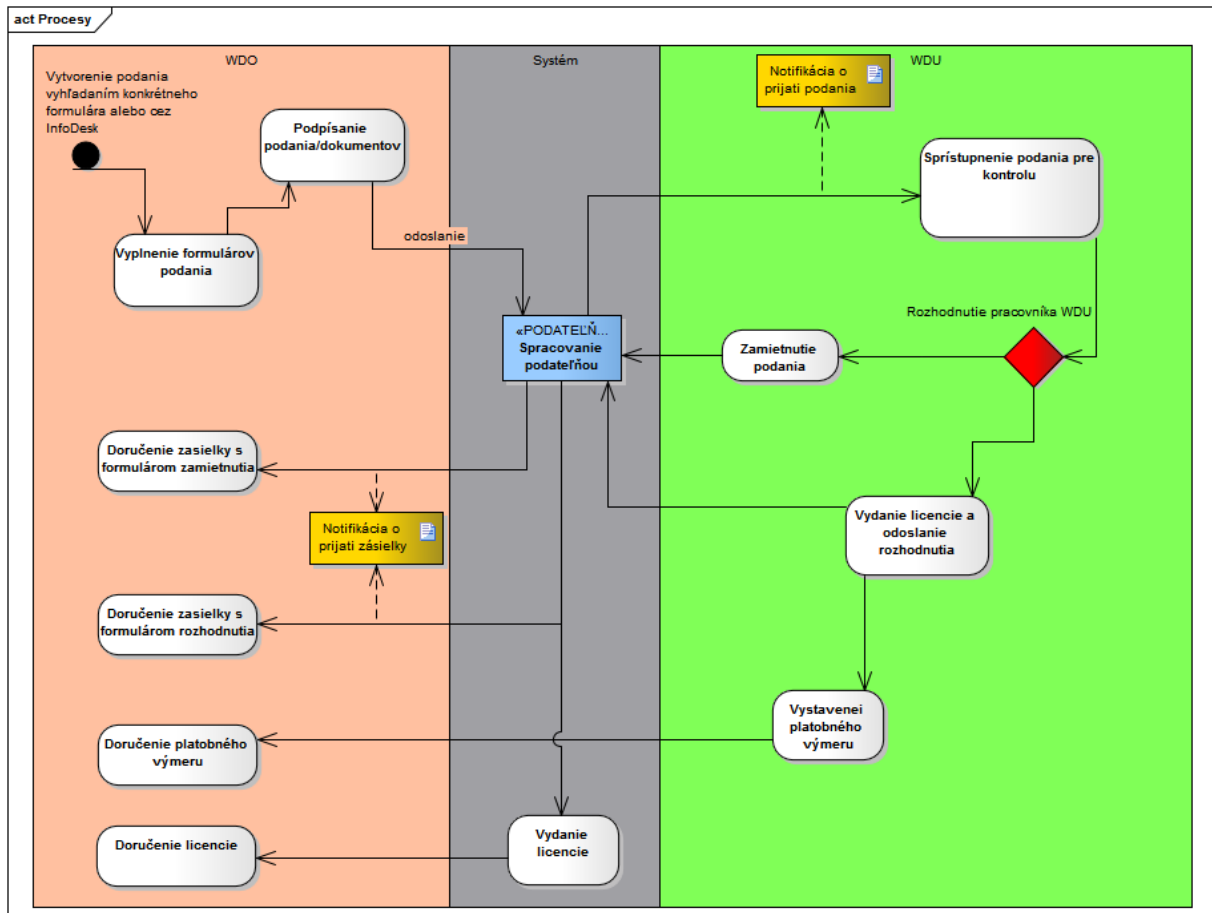 act Procesy
WDO
Systém
WDU
Vytvorenie podania
vyhľadaním konkrétneho
formulára alebo cez
InfoDesk
Podpísanie
podania/dokumentov
Vyplnenie formulárov
podania
odoslanie
Notifikácia o
prijati podania
Sprístupnenie podania pre
kontrolu
Rozhodnutie pracovníka WDU
«PODATEĽŇ...
Spracovanie
podateľňou
Zamietnutie
podania
Doručenie zasielky s
formulárom zamietnutia
Notifikácia o
prijati zásielky
Vydanie licencie a
odoslanie
rozhodnutia
Doručenie zasielky s
formulárom rozhodnutia
Vystavenei
platobného
výmeru
Doručenie platobného
výmeru
Doručenie licencie
Vydanie
licencie